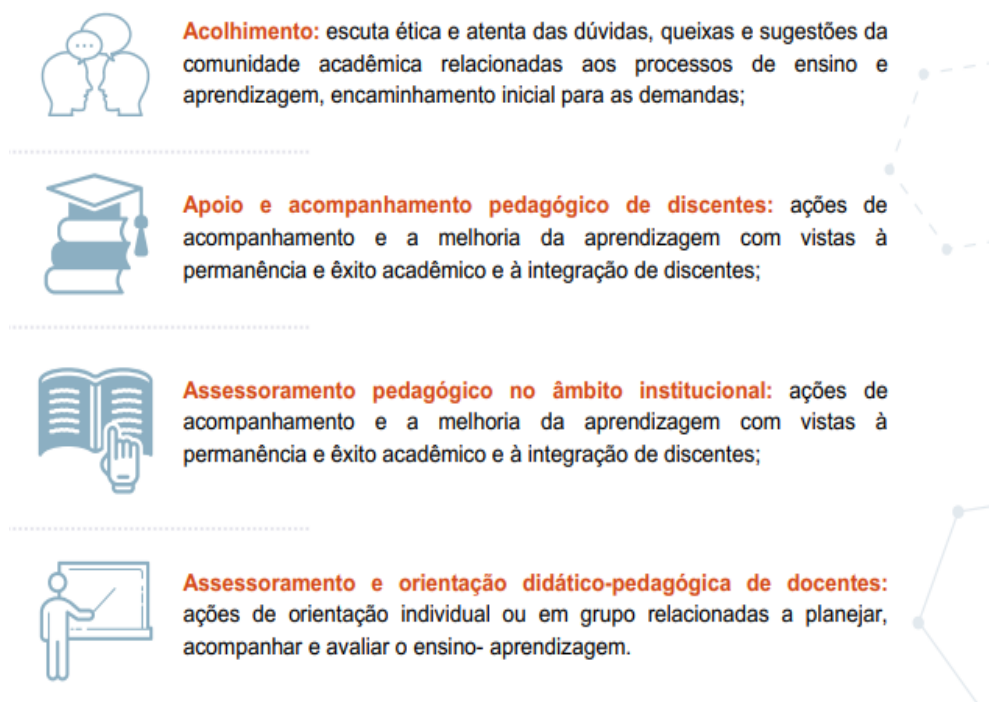 Acolhimento: escuta ética e atenta das dúvidas, queixas e sugestões da
comunidade acadêmica relacionadas aos processos de ensino e
aprendizagem, encaminhamento inicial para as demandas;
Apoio e acompanhamento pedagógico de discentes: ações de
acompanhamento e a melhoria da aprendizagem com vistas à
permanência e êxito acadêmico e à integração de discentes;
Assessoramento pedagógico no âmbito institucional: ações de
acompanhamento e a melhoria da aprendizagem com vistas à
permanência e êxito acadêmico e à integração de discentes;
Assessoramento e orientação didático-pedagógica de docentes:
ações de orientação individual ou em grupo relacionadas a planejar,
acompanhar e avaliar o ensino- aprendizagem.